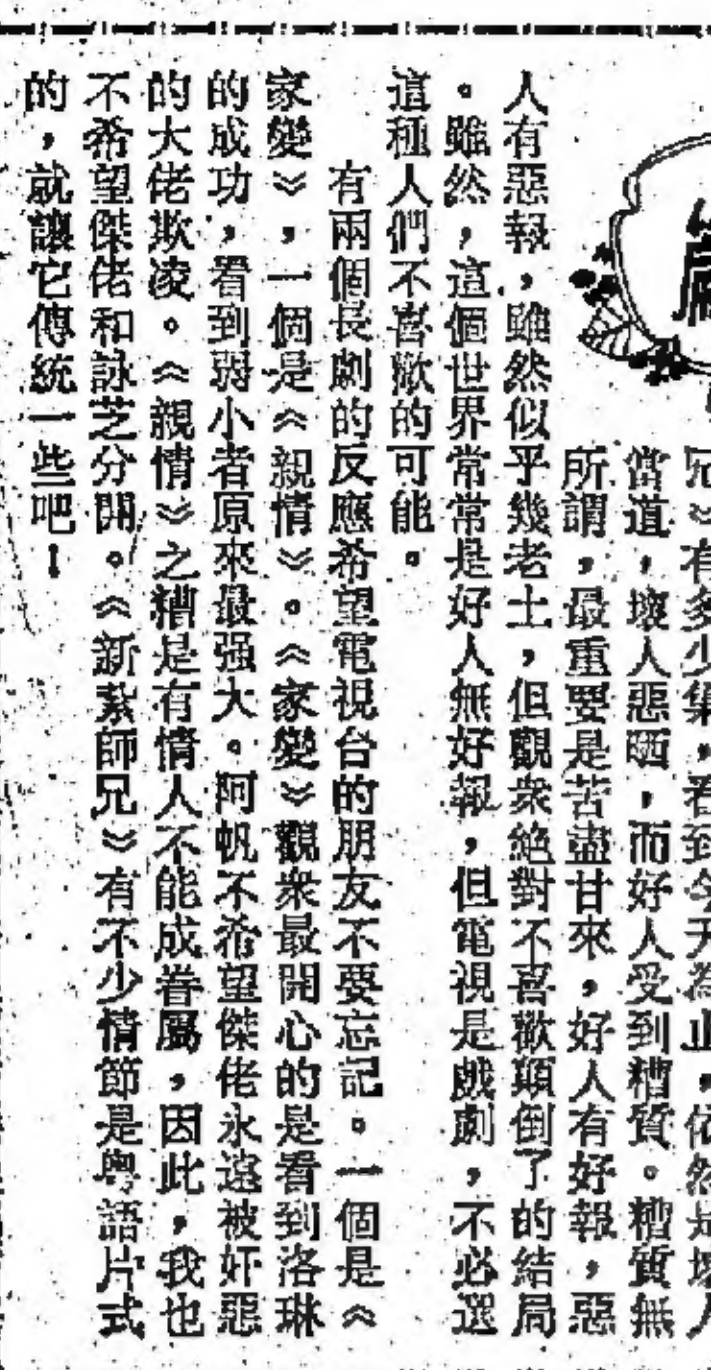 有多少集，看到今天為止，依然是壞人
當道，壞人惡晒，而好人受到糟質。糟質無
所謂，最重要是苦盡甘來，好人有好報，惡
人有惡報，雖然似乎幾老土，但觀衆絕對不喜歡顛倒了的結局
。雖然，這個世界常常是好人無好報，但電視是戲劇，不必選
這種人們不喜歡的可能。
有兩個長劇的反應希望電視台的朋友不要忘記。一個是《
家變》，一個是《親情》。《家變》觀衆最開心的是看到洛琳
的成功，看到弱小者原來最强大。阿帆不希望傑佬永遠被奸惡
的大佬欺凌。《親情》之糟是有情人不能成眷屬，因此，我也
不希望傑佬和詠芝分開。《新紮師兄》有不少情節是粵語片式
的，就讓它傳統一些吧！